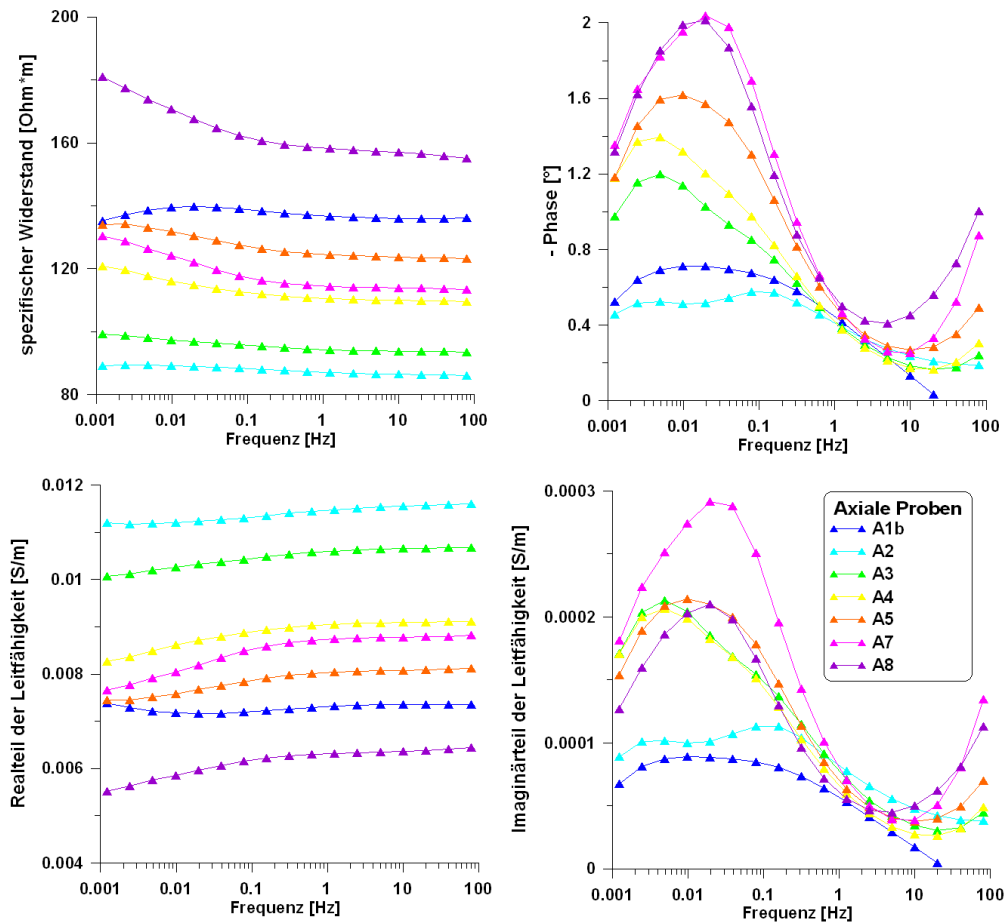 spezifischer Widerstand [Ohm*m]
200
160
120
80
0.001 0.01 0.1 1 10 100
Frequenz [Hz]
- Phase [°]
2
1.6
1.2
0.8
0.4
0
0.001 0.01 0.1 1 10 100
Frequenz [Hz]
Realteil der Leitfähigkeit [S/m]
0.012
0.01
0.008
0.006
0.004
0.001 0.01 0.1 1 10 100
Frequenz [Hz]
Imaginärteil der Leitfähigkeit [S/m]
0.0003
0.0002
0.0001
0
0.001 0.01 0.1 1 10 100
Frequenz [Hz]
Axiale Proben
A1b
A2
A3
A4
A5
A7
A8